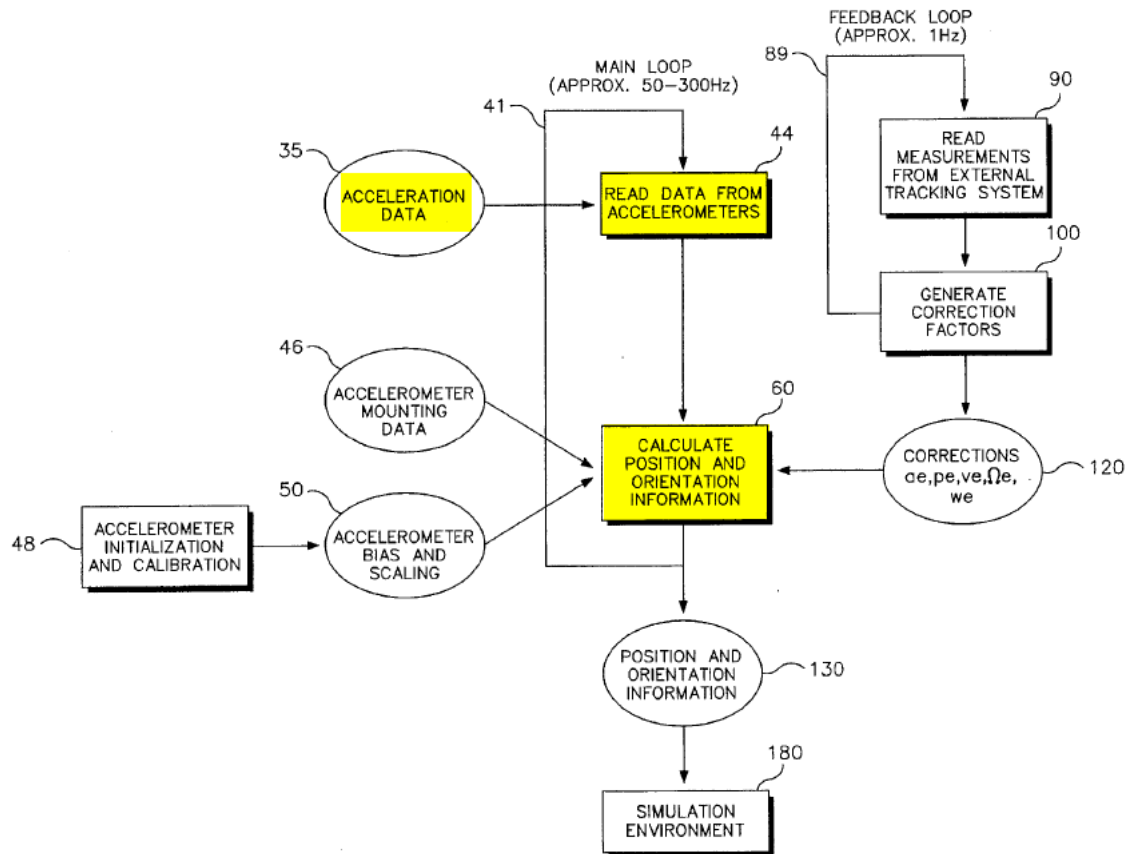 FEEDBACK LOOP
(APPROX. 1Hz)
89
MAIN LOOP
(APPROX. 50-300Hz)
90
41
READ
MEASUREMENTS
FROM EXTERNAL
TRACKING SYSTEM
35
44
ACCELERATION
DATA
READ DATA FROM
ACCELEROMETERS
100
GENERATE
CORRECTION
FACTORS
46
ACCELEROMETER
MOUNTING
DATA
60
CALCULATE
POSITION AND
ORIENTATION
INFORMATION
CORRECTIONS
ae,pe,ve,Ωe,
we
120
50
48
ACCELEROMETER
INITIALIZATION
AND CALIBRATION
ACCELEROMETER
BIAS AND
SCALING
POSITION AND
ORIENTATION
INFORMATION
130
180
SIMULATION
ENVIRONMENT